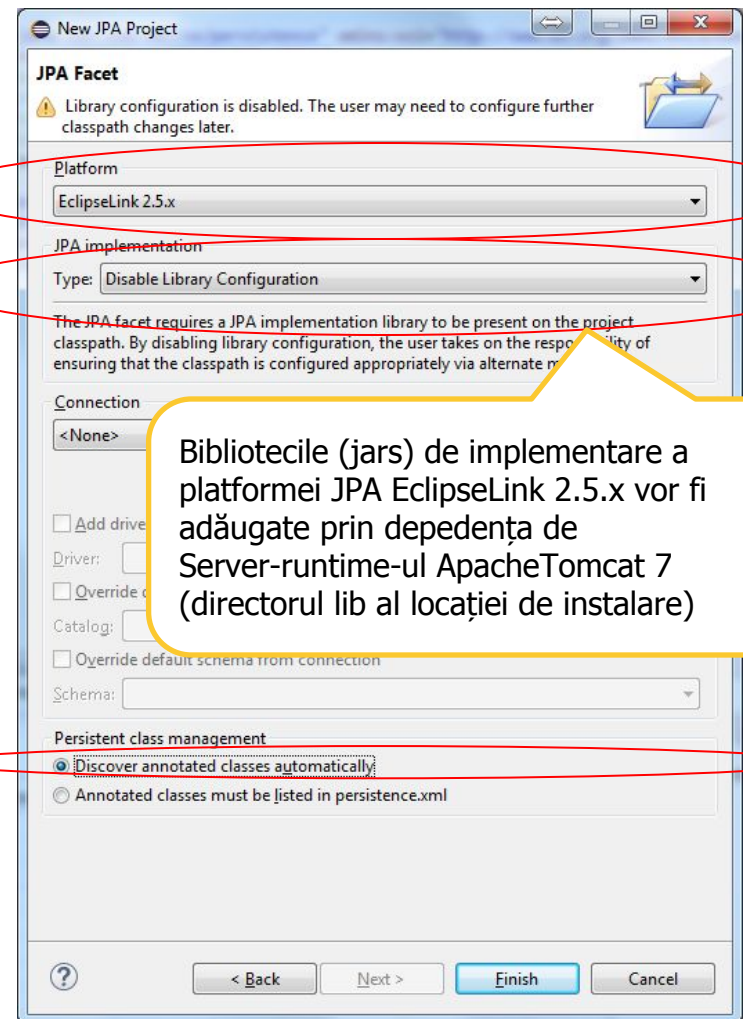 New JPA Project
JPA Facet
Library configuration is disabled. The user may need to configure further
classpath changes later.
Platform
EclipseLink 2.5.x
JPA implementation
Type: Disable Library Configuration
The JPA facet requires a JPA implementation library to be present on the project
classpath. By disabling library configuration, the user takes on the
of
ensuring that the classpath is configured appropriately via alternate
Connection
<None>
Bibliotecile (jars) de implementare a
platformei JPA EclipseLink 2.5.x vor fi
adăugate prin depedența de
Server-runtime-ul ApacheTomcat 7
(directorul lib al locației de instalare)
Add drive
Driver:
Override
Catalog:
Override default schema from connection
Schema:
Persistent class management
Discover annotated classes automatically
Annotated classes must be listed in persistence.xml
?
< Back
Next >
Finish
Cancel